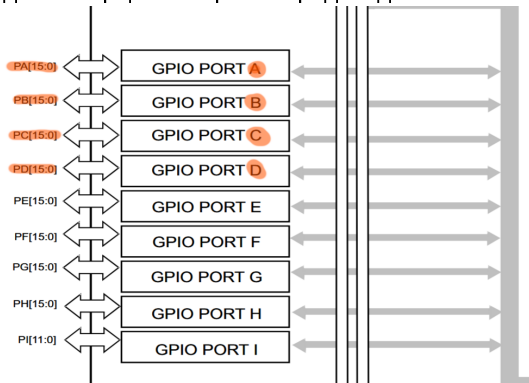 PA[15:0] GPIO PORT A
PB[15:0] GPIO PORT B
PC[15:0] GPIO PORT C
PD[15:0] GPIO PORT D
PE[15:0] GPIO PORT E
PF[15:0] GPIO PORT F
PG[15:0] GPIO PORT G
PH[15:0] GPIO PORT H
PI[11:0] GPIO PORT I